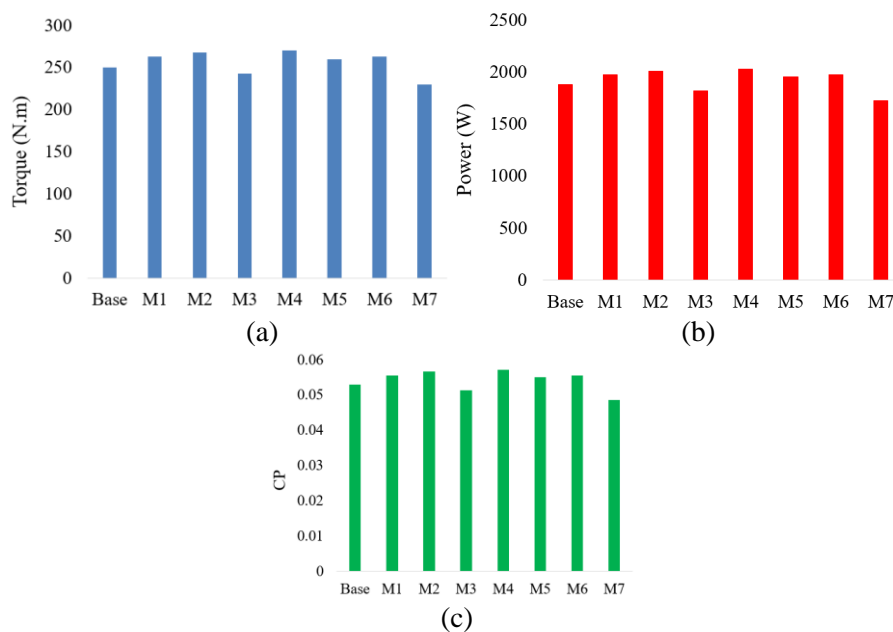 300
250
200
150
100
50
0
Torque (N.m)
Base M1 M2 M3 M4 M5 M6 M7
(a)
2500
2000
1500
1000
500
0
Power (W)
Base M1 M2 M3 M4 M5 M6 M7
(b)
0.06
0.05
0.04
0.03
0.02
0.01
0
CP
Base M1 M2 M3 M4 M5 M6 M7
(c)